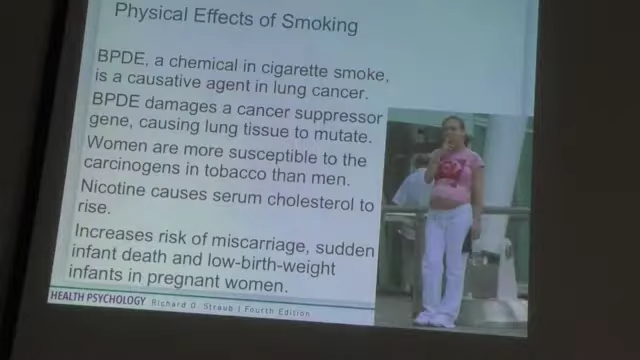 Physical Effects of Smoking
BPDE, a chemical in cigarette smoke,
is a causative agent in lung cancer.
BPDE damages a cancer suppressor
gene, causing lung tissue to mutate.
Women are more susceptible to the
carcinogens in tobacco than men.
Nicotine causes serum cholesterol to
rise.
Increases risk of miscarriage, sudden
infant death and low-birth-weight
infants in pregnant women.
HEALTH PSYCHOLOGY Richard O. Straub | Fourth Edition